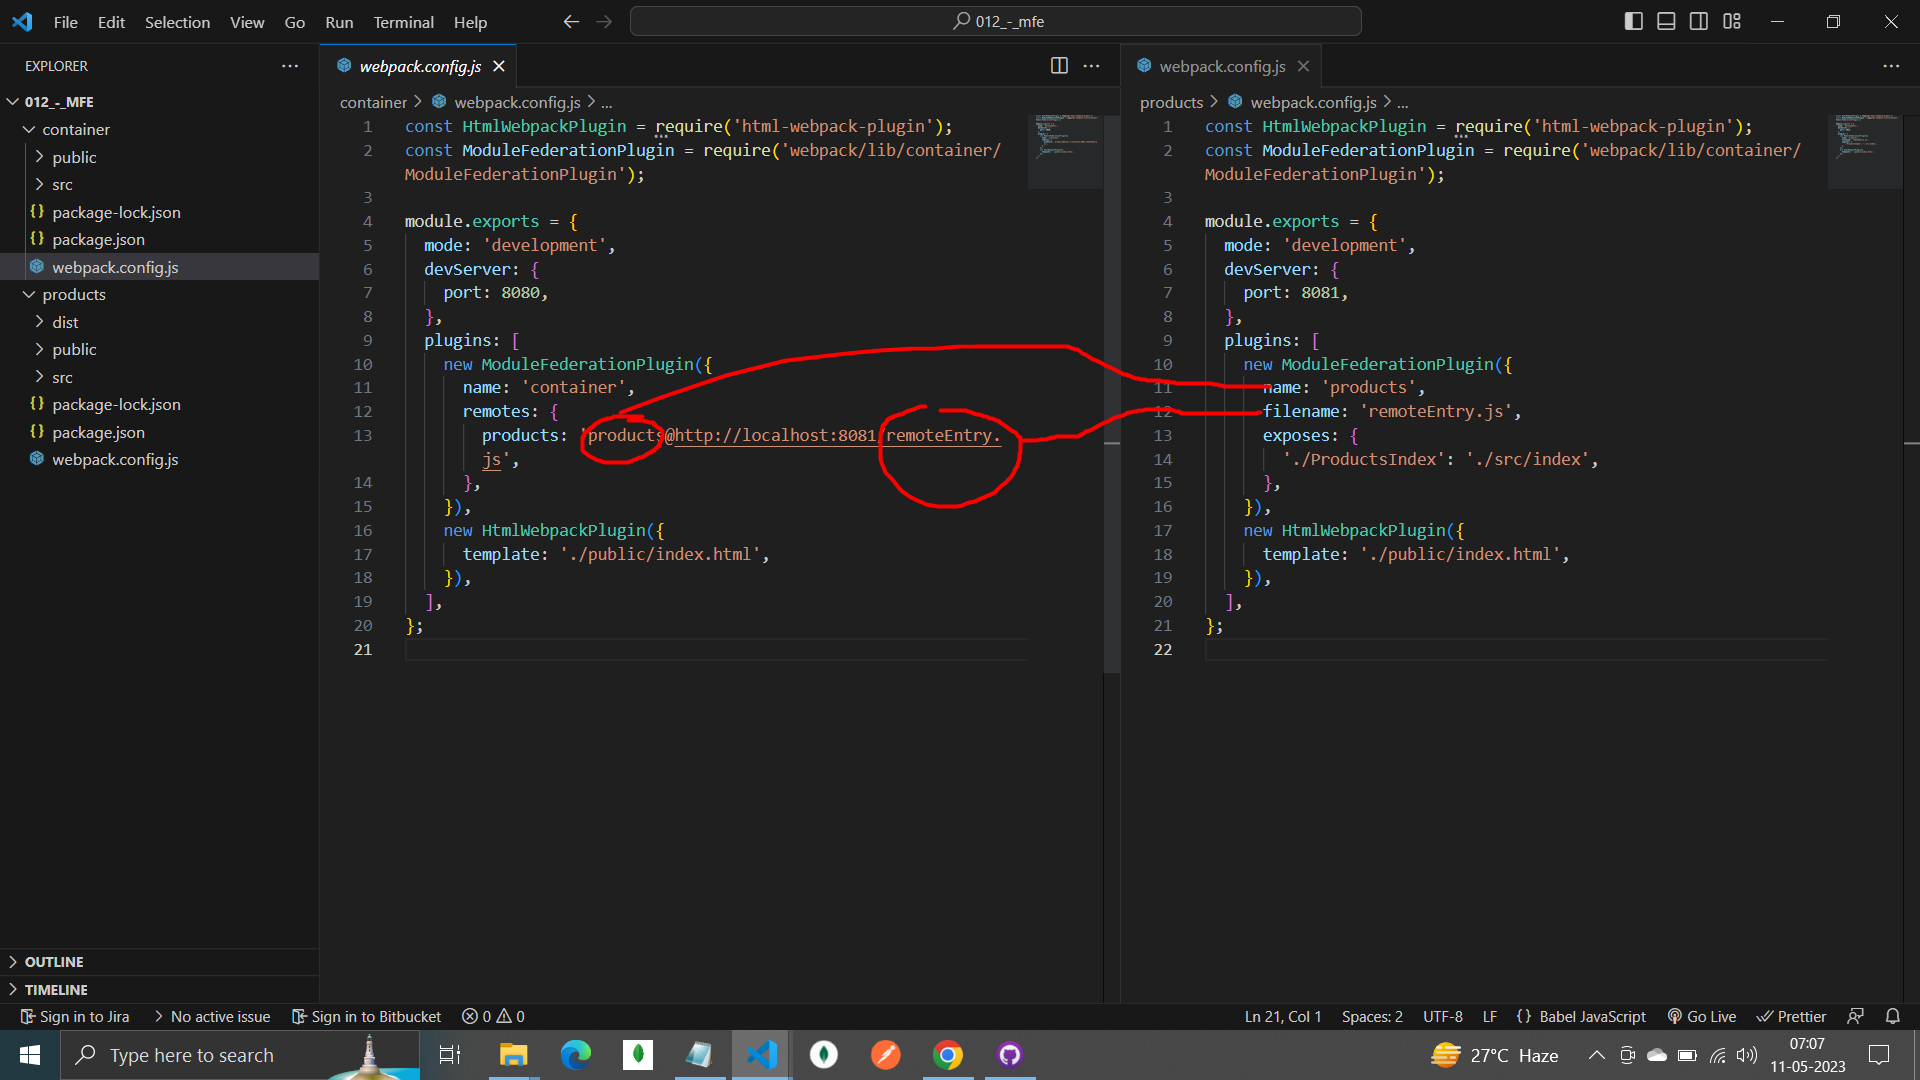 File Edit Selection View Go Run Terminal Help
012_-_mfe
EXPLORER
012_-_MFE
container
public
src
package-lock.json
package.json
webpack.config.js
products
dist
public
src
package-lock.json
package.json
webpack.config.js
OUTLINE
TIMELINE
webpack.config.js
container > webpack.config.js > ...
1 const HtmlWebpackPlugin = require('html-webpack-plugin');
2 const ModuleFederationPlugin = require('webpack/lib/container/
ModuleFederationPlugin');
3
4 module.exports = {
5 mode: 'development',
6 devServer: {
7 port: 8080,
8 },
9 plugins: [
10 new ModuleFederationPlugin({
11 name: 'container',
12 remotes: {
13 products: 'products@http://localhost:8081/remoteEntry.
js',
14 },
15 }),
16 new HtmlWebpackPlugin({
17 template: './public/index.html',
18 }),
19 ],
20 };
21
webpack.config.js
products > webpack.config.js > ...
1 const HtmlWebpackPlugin = require('html-webpack-plugin');
2 const ModuleFederationPlugin = require('webpack/lib/container/
ModuleFederationPlugin');
3
4 module.exports = {
5 mode: 'development',
6 devServer: {
7 port: 8081,
8 },
9 plugins: [
10 new ModuleFederationPlugin({
11 name: 'products',
12 filename: 'remoteEntry.js',
13 exposes: {
14 './ProductsIndex': './src/index',
15 },
16 }),
17 new HtmlWebpackPlugin({
18 template: './public/index.html',
19 }),
20 ],
21 };
22
Sign in to Jira No active issue Sign in to Bitbucket 0 0 Ln 21, Col 1 Spaces: 2 UTF-8 LF {} Babel JavaScript Go Live Prettier
Type here to search
27°C Haze
07:07
11-05-2023